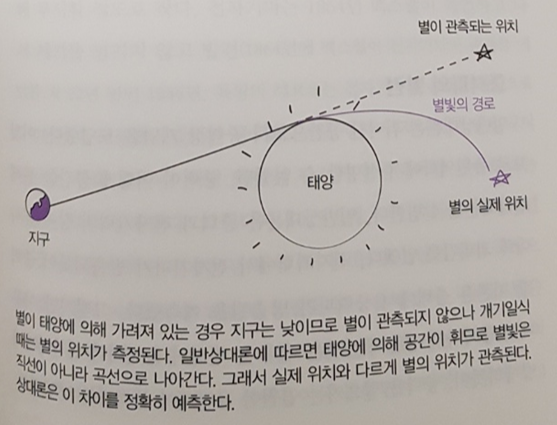 별이 관측되는 위치
별빛의 경로
태양
별의 실제 위치
지구
별이 태양에 의해 가려져 있는 경우 지구는 낮이므로 별이 관측되지 않으나 개기일식
때는 별의 위치가 측정된다. 일반상대론에 따르면 태양에 의해 공간이 휘므로 별빛은
직선이 아니라 곡선으로 나아간다. 그래서 실제 위치와 다르게 별의 위치가 관측된다.
상대론은 이 차이를 정확히 예측한다.